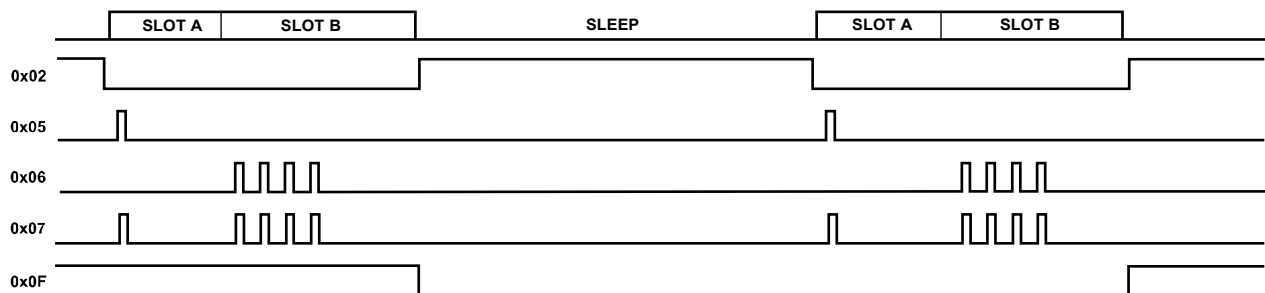 SLOT A SLOT B SLEEP SLOT A SLOT B
0x02
0x05
0x06
0x07
0x0F